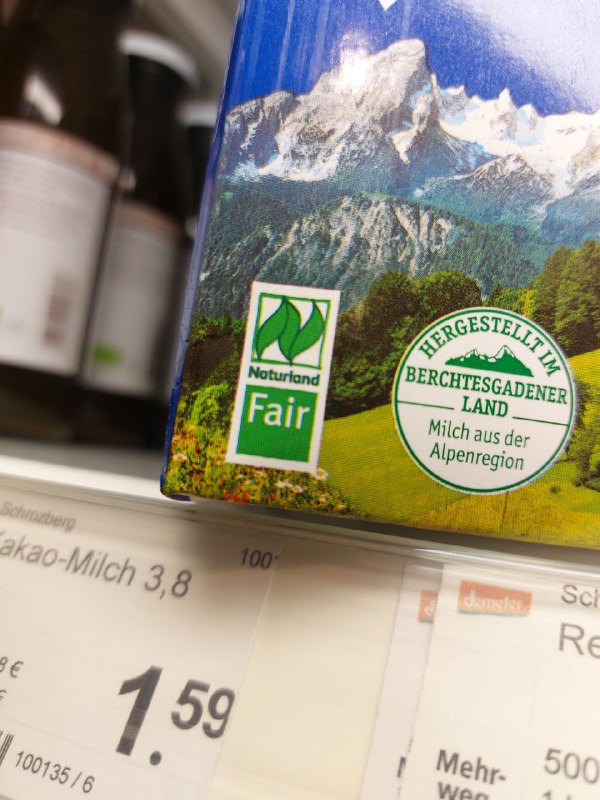 Naturland
Fair
HERGESTELLT IM
BERCHTESGADENER
LAND
Milch aus der
Alpenregion
Schrozberg
Kakao-Milch 3,8
100
8 €
€
1.59
100135 / 6
demeter
Sch
Re
Mehr-
weg
500